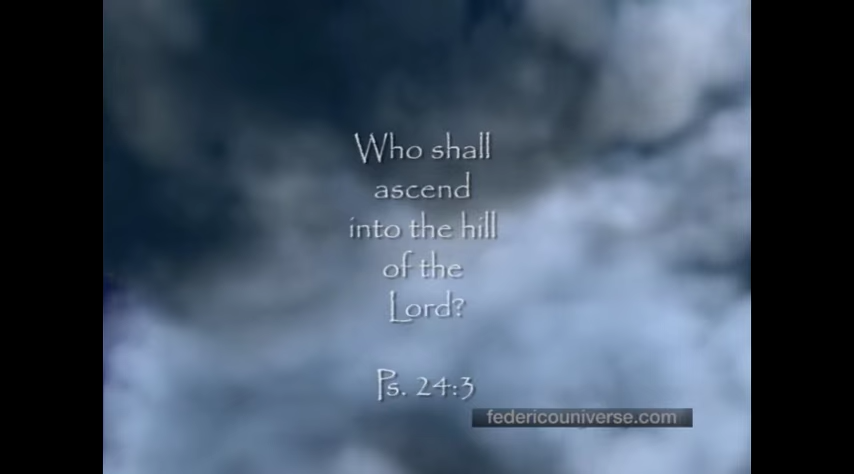 Who shall
ascend
into the hill
of the
Lord?
Ps. 24:3
federicouniverse.com